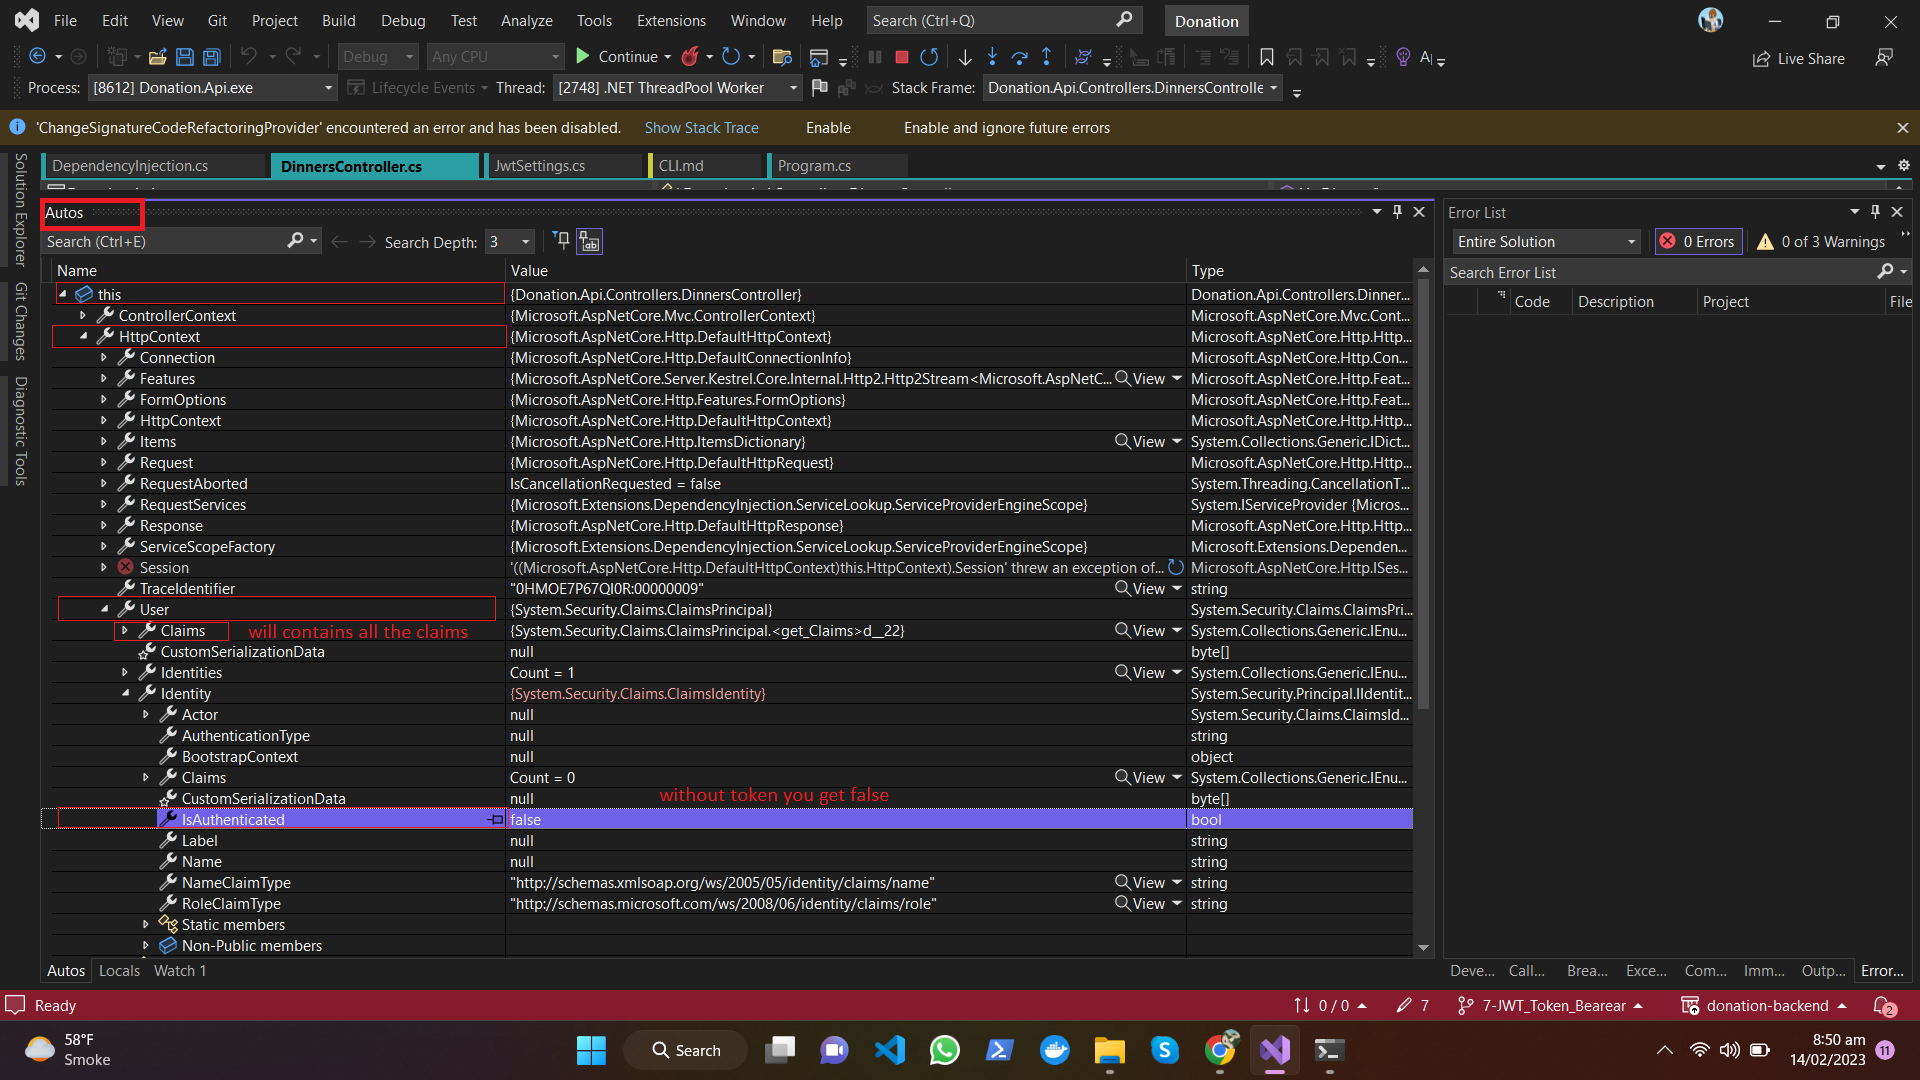 File Edit View Git Project Build Debug Test Analyze Tools Extensions Window Help Search (Ctrl+Q) Donation
Debug Any CPU Continue Live Share
Process: [8612] Donation.Api.exe Lifecycle Events Thread: [2748] .NET ThreadPool Worker Stack Frame: Donation.Api.Controllers.DinnersControlle
'ChangeSignatureCodeRefactoringProvider' encountered an error and has been disabled. Show Stack Trace Enable Enable and ignore future errors
Solution Explorer
Git Changes
Diagnostic Tools
DependencyInjection.cs DinnersController.cs JwtSettings.cs CLI.md Program.cs
Autos
Search (Ctrl+E) Search Depth: 3
Name Value Type
this {Donation.Api.Controllers.DinnersController} Donation.Api.Controllers.Dinner...
ControllerContext {Microsoft.AspNetCore.Mvc.ControllerContext} Microsoft.AspNetCore.Mvc.Cont...
HttpContext {Microsoft.AspNetCore.Http.DefaultHttpContext} Microsoft.AspNetCore.Http.Http...
Connection {Microsoft.AspNetCore.Http.DefaultConnectionInfo} Microsoft.AspNetCore.Http.Con...
Features {Microsoft.AspNetCore.Server.Kestrel.Core.Internal.Http2.Http2Stream<Microsoft.AspNetC... View Microsoft.AspNetCore.Http.Feat...
FormOptions {Microsoft.AspNetCore.Http.Features.FormOptions} Microsoft.AspNetCore.Http.Feat...
HttpContext {Microsoft.AspNetCore.Http.DefaultHttpContext} Microsoft.AspNetCore.Http.Http...
Items {Microsoft.AspNetCore.Http.ItemsDictionary} View System.Collections.Generic.IDict...
Request {Microsoft.AspNetCore.Http.DefaultHttpRequest} Microsoft.AspNetCore.Http.Http...
RequestAborted IsCancellationRequested = false System.Threading.CancellationT...
RequestServices {Microsoft.Extensions.DependencyInjection.ServiceLookup.ServiceProviderEngineScope} System.IServiceProvider {Micros...
Response {Microsoft.AspNetCore.Http.DefaultHttpResponse} Microsoft.AspNetCore.Http.Http...
ServiceScopeFactory {Microsoft.Extensions.DependencyInjection.ServiceLookup.ServiceProviderEngineScope} Microsoft.Extensions.Dependen...
Session '((Microsoft.AspNetCore.Http.DefaultHttpContext)this.HttpContext).Session' threw an exception of... Microsoft.AspNetCore.Http.ISes...
TraceIdentifier "0HMOE7P67QI0R:00000009" View string
User {System.Security.Claims.ClaimsPrincipal} System.Security.Claims.ClaimsPri...
Claims will contains all the claims {System.Security.Claims.ClaimsPrincipal.<get_Claims>d__22} View System.Collections.Generic.IEnu...
CustomSerializationData null byte[]
Identities Count = 1 View System.Collections.Generic.IEnu...
Identity {System.Security.Claims.ClaimsIdentity} System.Security.Principal.IIdentit...
Actor null System.Security.Claims.ClaimsId...
AuthenticationType null string
BootstrapContext null object
Claims Count = 0 View System.Collections.Generic.IEnu...
CustomSerializationData null without token you get false byte[]
IsAuthenticated false bool
Label null string
Name null string
NameClaimType "http://schemas.xmlsoap.org/ws/2005/05/identity/claims/name" View string
RoleClaimType "http://schemas.microsoft.com/ws/2008/06/identity/claims/role" View string
Static members
Non-Public members
Autos Locals Watch 1
Error List
Entire Solution 0 Errors 0 of 3 Warnings
Search Error List
Code Description Project File
Deve... Call... Brea... Exce... Com... Imm... Outp... Error...
Ready 0 / 0 7 7-JWT_Token_Bearear donation-backend 2
58°F
Smoke
Search
8:50 am
14/02/2023
11